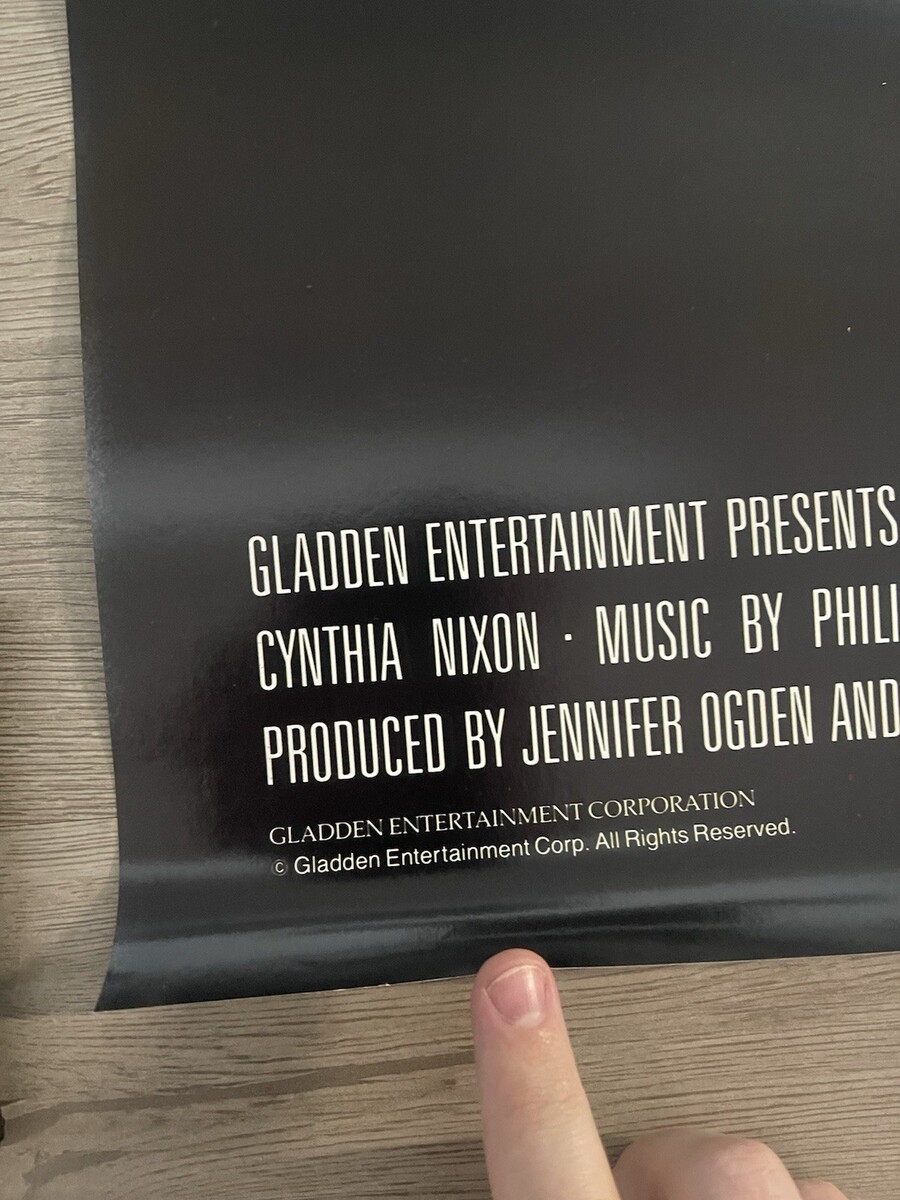 GLADDEN ENTERTAINMENT PRESENTS
CYNTHIA NIXON · MUSIC BY PHILI
PRODUCED BY JENNIFER OGDEN AND
GLADDEN ENTERTAINMENT CORPORATION
© Gladden Entertainment Corp. All Rights Reserved.